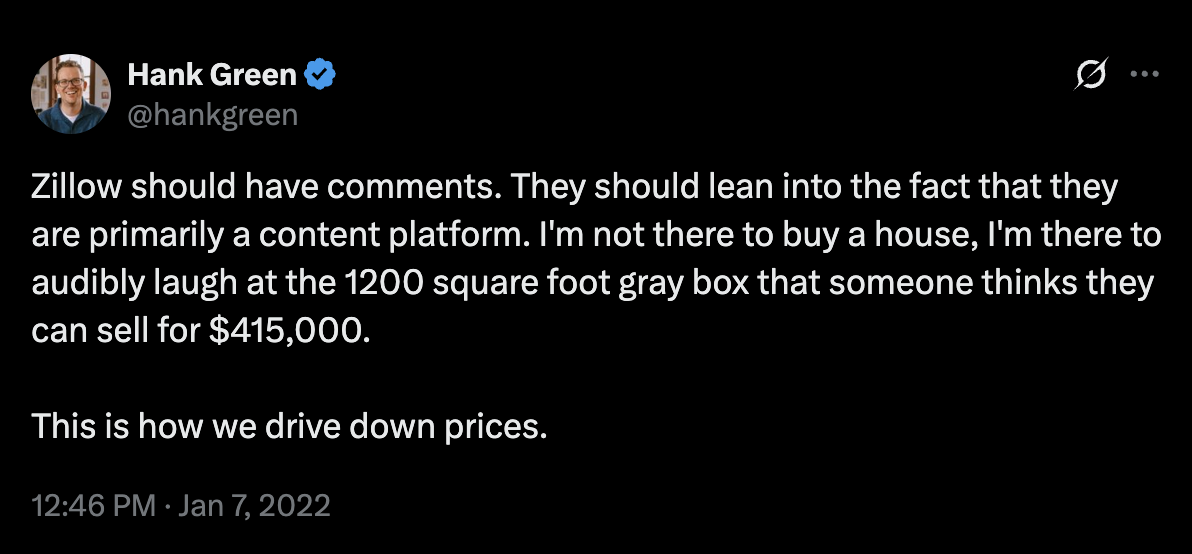 Hank Green
@hankgreen
Zillow should have comments. They should lean into the fact that they
are primarily a content platform. I'm not there to buy a house, I'm there to
audibly laugh at the 1200 square foot gray box that someone thinks they
can sell for $415,000.
This is how we drive down prices.
12:46 PM · Jan 7, 2022